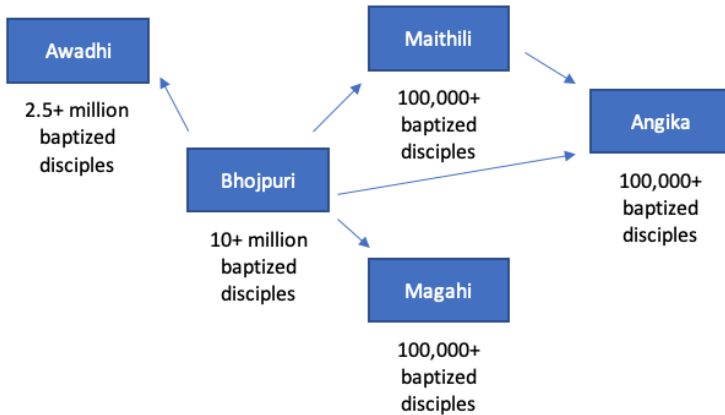 Awadhi
2.5+ million
baptized
disciples
Maithili
100,000+
baptized
disciples
Angika
100,000+
baptized
disciples
Bhojpuri
10+ million
baptized
disciples
Magahi
100,000+
baptized
disciples